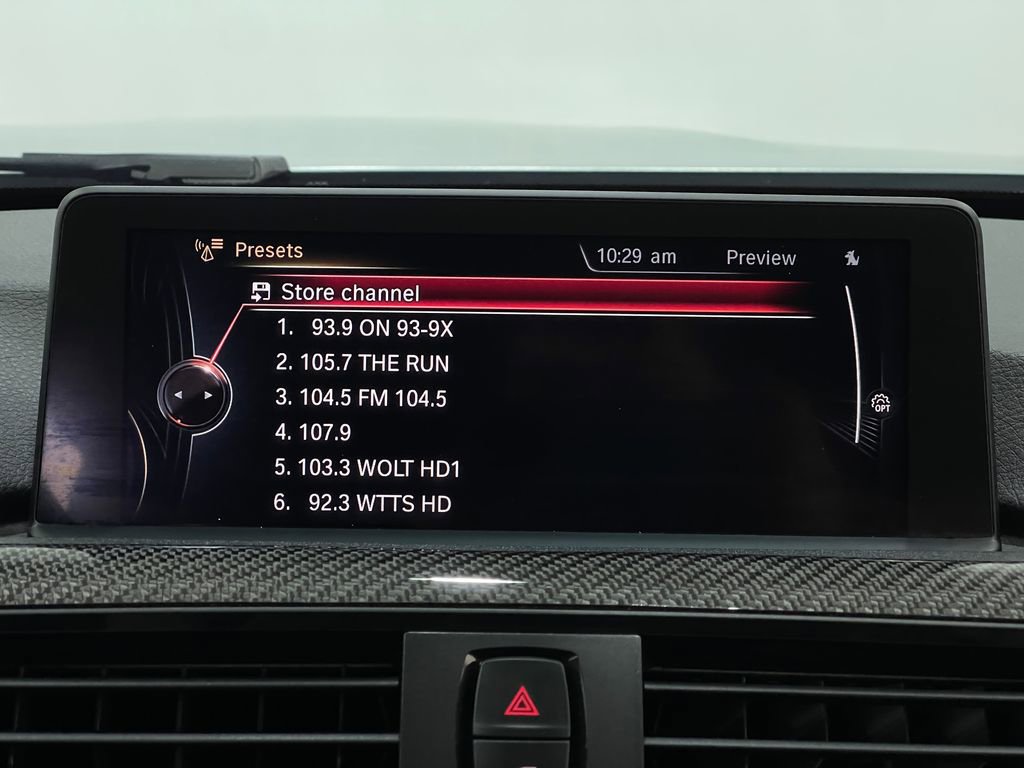 Presets 10:29 am Preview
Store channel
1. 93.9 ON 93-9X
2. 105.7 THE RUN
3. 104.5 FM 104.5
4. 107.9
5. 103.3 WOLT HD1
6. 92.3 WTTS HD
OPT